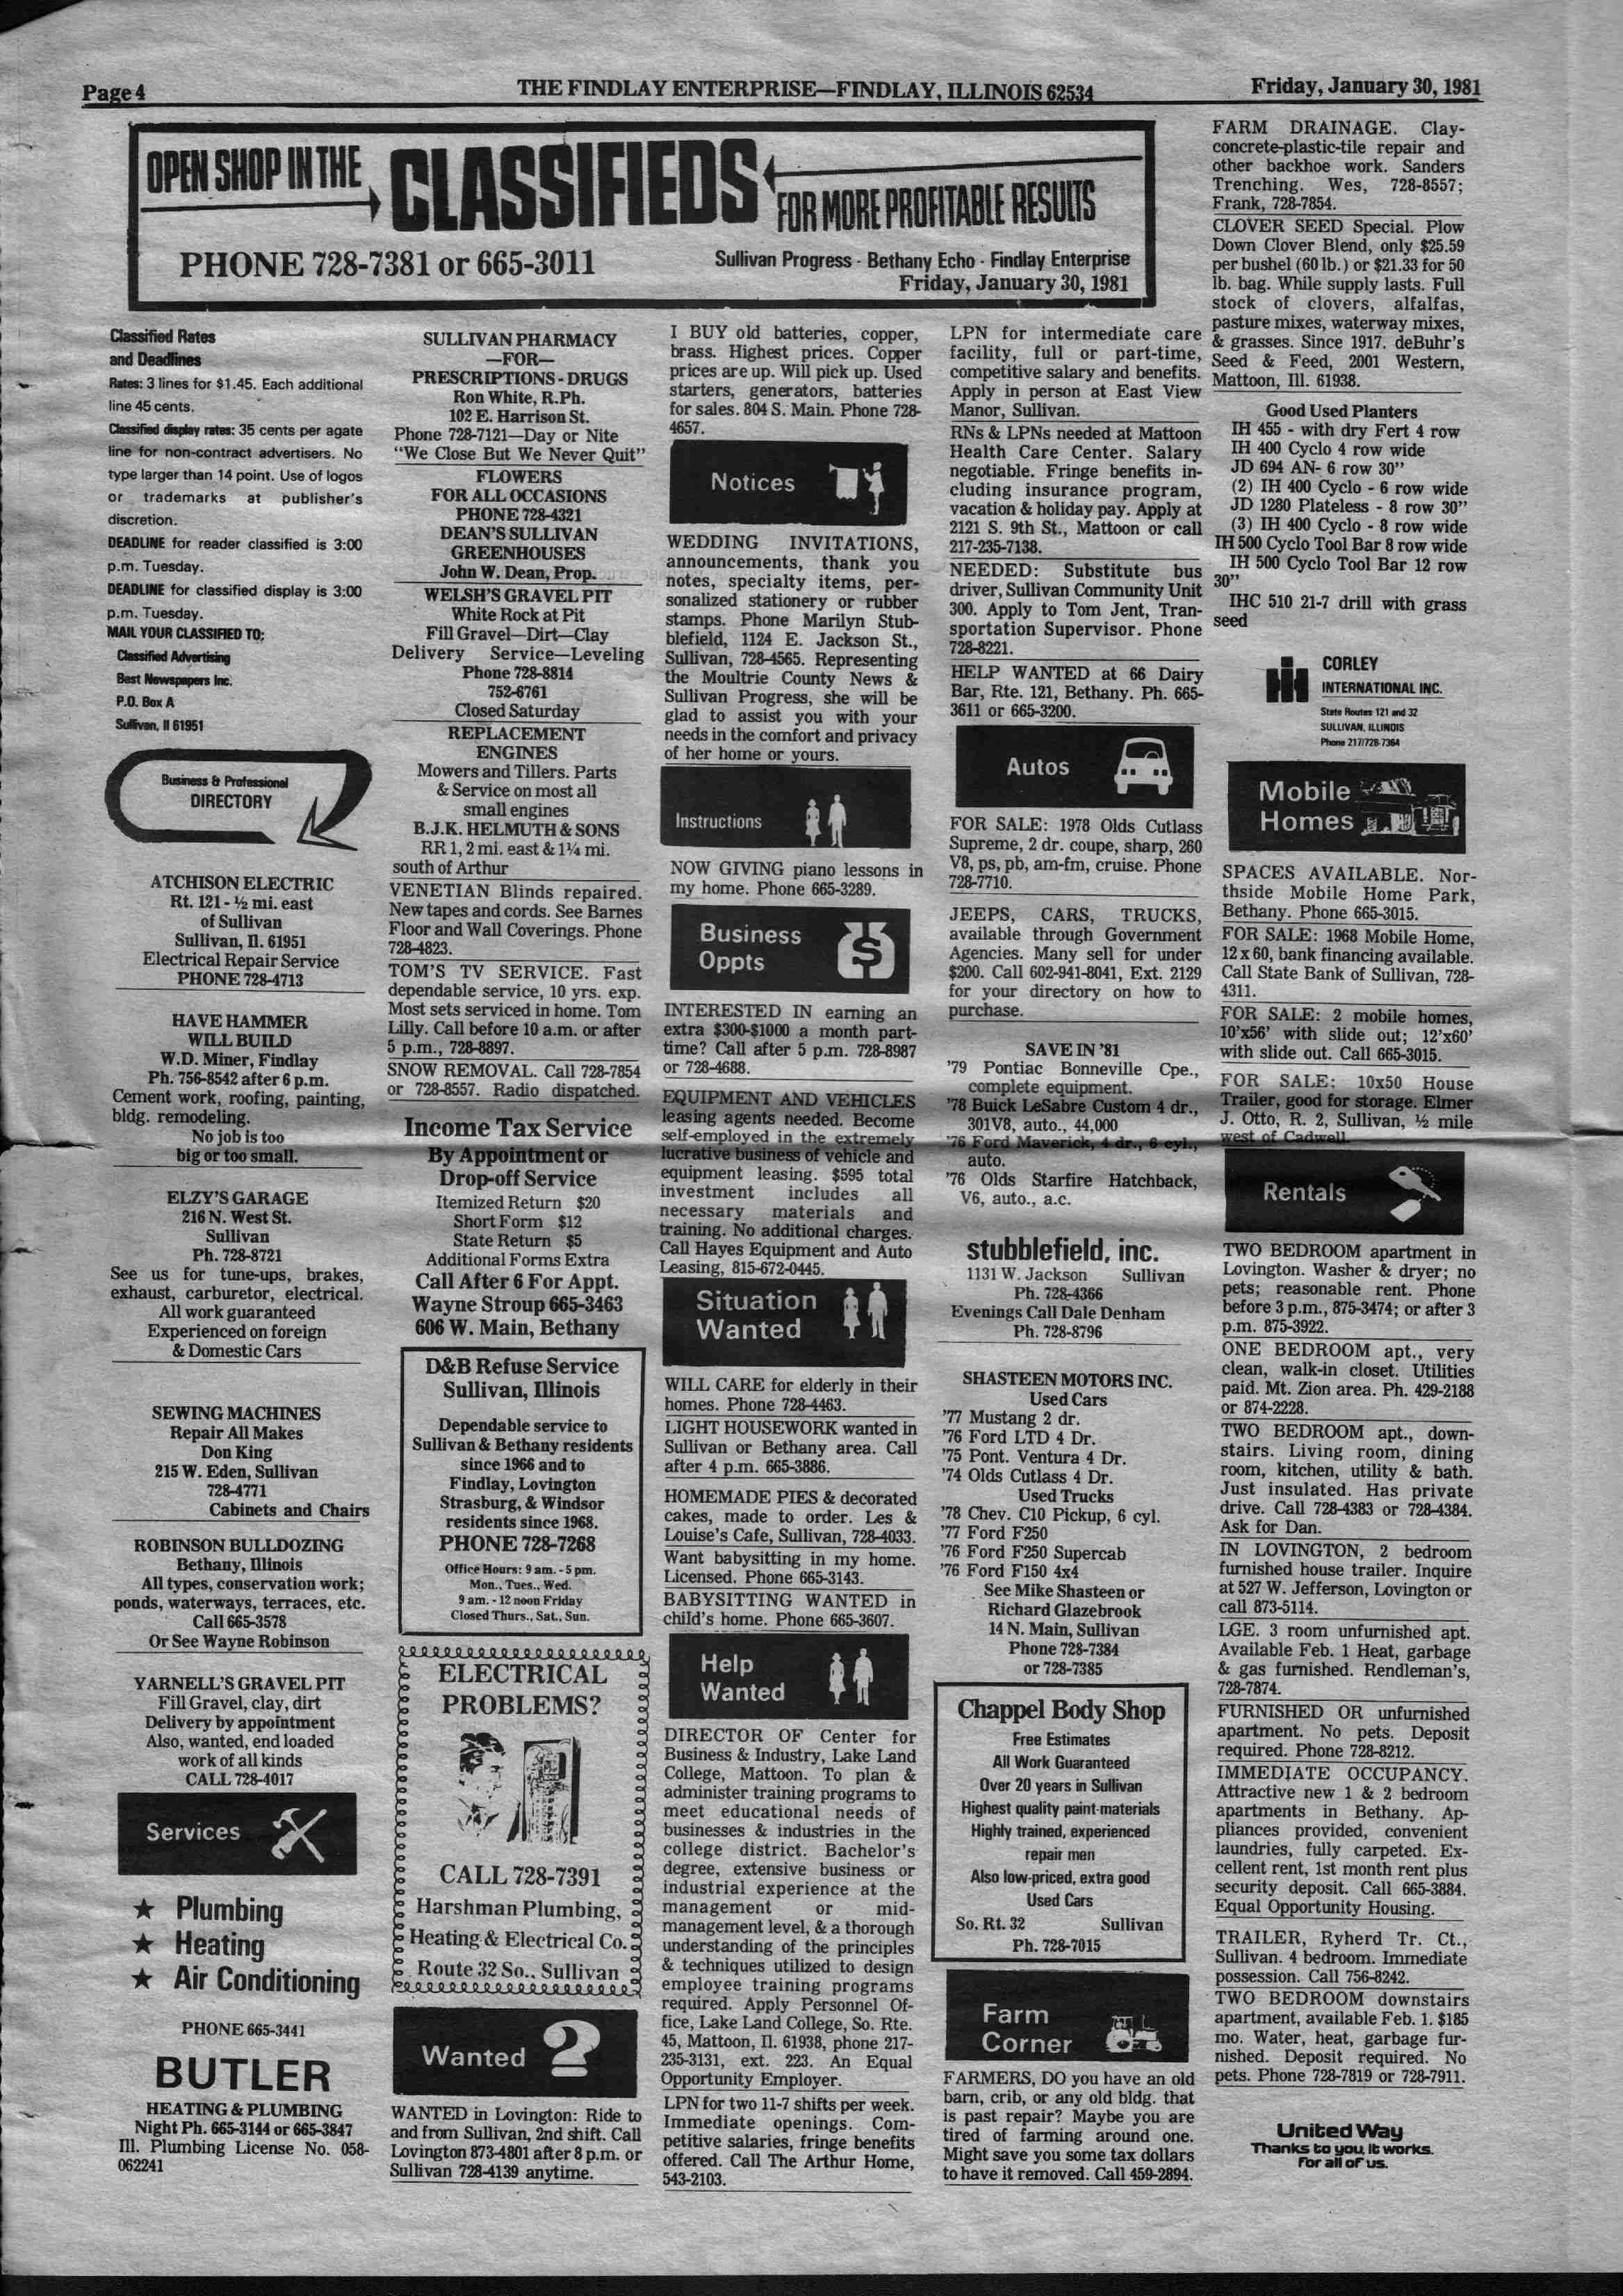 Page 4
THE FINDLAY ENTERPRISE—FINDLAY, ILLINOIS 62534
Friday, January 30, 1981
OPEN SHOP IN THE
CLASSIFIEDS
FOR MORE PROFITABLE RESULTS
PHONE 728-7381 or 665-3011
Sullivan Progress - Bethany Echo - Findlay Enterprise
Friday, January 30, 1981
Classified Rates
and Deadlines
Rates: 3 lines for $1.45. Each additional
line 45 cents.
Classified display rates: 35 cents per agate
line for non-contract advertisers. No
type larger than 14 point. Use of logos
or trademarks at publisher's
discretion.
DEADLINE for reader classified is 3:00
p.m. Tuesday.
DEADLINE for classified display is 3:00
p.m. Tuesday.
MAIL YOUR CLASSIFIED TO;
Classified Advertising
Best Newspapers Inc.
P.O. Box A
Sullivan, Il 61951
Business & Professional
DIRECTORY
ATCHISON ELECTRIC
Rt. 121 - ½ mi. east
of Sullivan
Sullivan, Il. 61951
Electrical Repair Service
PHONE 728-4713
HAVE HAMMER
WILL BUILD
W.D. Miner, Findlay
Ph. 756-8542 after 6 p.m.
Cement work, roofing, painting,
bldg. remodeling.
No job is too
big or too small.
ELZY'S GARAGE
216 N. West St.
Sullivan
Ph. 728-8721
See us for tune-ups, brakes,
exhaust, carburetor, electrical.
All work guaranteed
Experienced on foreign
& Domestic Cars
SEWING MACHINES
Repair All Makes
Don King
215 W. Eden, Sullivan
728-4771
Cabinets and Chairs
ROBINSON BULLDOZING
Bethany, Illinois
All types, conservation work;
ponds, waterways, terraces, etc.
Call 665-3578
Or See Wayne Robinson
YARNELL'S GRAVEL PIT
Fill Gravel, clay, dirt
Delivery by appointment
Also, wanted, end loaded
work of all kinds
CALL 728-4017
Services
★ Plumbing
★ Heating
★ Air Conditioning
PHONE 665-3441
BUTLER
HEATING & PLUMBING
Night Ph. 665-3144 or 665-3847
Ill. Plumbing License No. 058-
062241
SULLIVAN PHARMACY
—FOR—
PRESCRIPTIONS - DRUGS
Ron White, R.Ph.
102 E. Harrison St.
Phone 728-7121—Day or Nite
"We Close But We Never Quit"
FLOWERS
FOR ALL OCCASIONS
PHONE 728-4321
DEAN'S SULLIVAN
GREENHOUSES
John W. Dean, Prop.
WELSH'S GRAVEL PIT
White Rock at Pit
Fill Gravel—Dirt—Clay
Delivery Service—Leveling
Phone 728-8814
752-6761
Closed Saturday
REPLACEMENT
ENGINES
Mowers and Tillers. Parts
& Service on most all
small engines
B.J.K. HELMUTH & SONS
RR 1, 2 mi. east & 1¼ mi.
south of Arthur
VENETIAN Blinds repaired.
New tapes and cords. See Barnes
Floor and Wall Coverings. Phone
728-4823.
TOM'S TV SERVICE. Fast
dependable service, 10 yrs. exp.
Most sets serviced in home. Tom
Lilly. Call before 10 a.m. or after
5 p.m., 728-8897.
SNOW REMOVAL. Call 728-7854
or 728-8557. Radio dispatched.
Income Tax Service
By Appointment or
Drop-off Service
Itemized Return $20
Short Form $12
State Return $5
Additional Forms Extra
Call After 6 For Appt.
Wayne Stroup 665-3463
606 W. Main, Bethany
D&B Refuse Service
Sullivan, Illinois
Dependable service to
Sullivan & Bethany residents
since 1966 and to
Findlay, Lovington
Strasburg, & Windsor
residents since 1968.
PHONE 728-7268
Office Hours: 9 am. - 5 pm.
Mon., Tues., Wed.
9 am. - 12 noon Friday
Closed Thurs., Sat., Sun.
ELECTRICAL
PROBLEMS?
CALL 728-7391
Harshman Plumbing,
Heating & Electrical Co.
Route 32 So., Sullivan
Wanted
WANTED in Lovington: Ride to
and from Sullivan, 2nd shift. Call
Lovington 873-4801 after 8 p.m. or
Sullivan 728-4139 anytime.
I BUY old batteries, copper,
brass. Highest prices. Copper
prices are up. Will pick up. Used
starters, generators, batteries
for sales. 804 S. Main. Phone 728-
4657.
Notices
WEDDING INVITATIONS,
announcements, thank you
notes, specialty items, per-
sonalized stationery or rubber
stamps. Phone Marilyn Stub-
blefield, 1124 E. Jackson St.,
Sullivan, 728-4565. Representing
the Moultrie County News &
Sullivan Progress, she will be
glad to assist you with your
needs in the comfort and privacy
of her home or yours.
Instructions
NOW GIVING piano lessons in
my home. Phone 665-3289.
Business
Oppts
INTERESTED IN earning an
extra $300-$1000 a month part-
time? Call after 5 p.m. 728-8987
or 728-4688.
EQUIPMENT AND VEHICLES
leasing agents needed. Become
self-employed in the extremely
lucrative business of vehicle and
equipment leasing. $595 total
investment includes all
necessary materials and
training. No additional charges.
Call Hayes Equipment and Auto
Leasing, 815-672-0445.
Situation
Wanted
WILL CARE for elderly in their
homes. Phone 728-4463.
LIGHT HOUSEWORK wanted in
Sullivan or Bethany area. Call
after 4 p.m. 665-3886.
HOMEMADE PIES & decorated
cakes, made to order. Les &
Louise's Cafe, Sullivan, 728-4033.
Want babysitting in my home.
Licensed. Phone 665-3143.
BABYSITTING WANTED in
child's home. Phone 665-3607.
Help
Wanted
DIRECTOR OF Center for
Business & Industry, Lake Land
College, Mattoon. To plan &
administer training programs to
meet educational needs of
businesses & industries in the
college district. Bachelor's
degree, extensive business or
industrial experience at the
management or mid-
management level, & a thorough
understanding of the principles
& techniques utilized to design
employee training programs
required. Apply Personnel Of-
fice, Lake Land College, So. Rte.
45, Mattoon, Il. 61938, phone 217-
235-3131, ext. 223. An Equal
Opportunity Employer.
LPN for two 11-7 shifts per week.
Immediate openings. Com-
petitive salaries, fringe benefits
offered. Call The Arthur Home,
543-2103.
LPN for intermediate care
facility, full or part-time,
competitive salary and benefits.
Apply in person at East View
Manor, Sullivan.
RNs & LPNs needed at Mattoon
Health Care Center. Salary
negotiable. Fringe benefits in-
cluding insurance program,
vacation & holiday pay. Apply at
2121 S. 9th St., Mattoon or call
217-235-7138.
NEEDED: Substitute bus
driver, Sullivan Community Unit
300. Apply to Tom Jent, Tran-
sportation Supervisor. Phone
728-8221.
HELP WANTED at 66 Dairy
Bar, Rte. 121, Bethany. Ph. 665-
3611 or 665-3200.
Autos
FOR SALE: 1978 Olds Cutlass
Supreme, 2 dr. coupe, sharp, 260
V8, ps, pb, am-fm, cruise. Phone
728-7710.
JEEPS, CARS, TRUCKS,
available through Government
Agencies. Many sell for under
$200. Call 602-941-8041, Ext. 2129
for your directory on how to
purchase.
SAVE IN '81
'79 Pontiac Bonneville Cpe.,
complete equipment.
'78 Buick LeSabre Custom 4 dr.,
301V8, auto., 44,000
'76 Ford Maverick, 4 dr., 6 cyl.,
auto.
'76 Olds Starfire Hatchback,
V6, auto., a.c.
stubblefield, inc.
1131 W. Jackson Sullivan
Ph. 728-4366
Evenings Call Dale Denham
Ph. 728-8796
SHASTEEN MOTORS INC.
Used Cars
'77 Mustang 2 dr.
'76 Ford LTD 4 Dr.
'75 Pont. Ventura 4 Dr.
'74 Olds Cutlass 4 Dr.
Used Trucks
'78 Chev. C10 Pickup, 6 cyl.
'77 Ford F250
'76 Ford F250 Supercab
'76 Ford F150 4x4
See Mike Shasteen or
Richard Glazebrook
14 N. Main, Sullivan
Phone 728-7384
or 728-7385
Chappel Body Shop
Free Estimates
All Work Guaranteed
Over 20 years in Sullivan
Highest quality paint-materials
Highly trained, experienced
repair men
Also low-priced, extra good
Used Cars
So. Rt. 32 Sullivan
Ph. 728-7015
Farm
Corner
FARMERS, DO you have an old
barn, crib, or any old bldg. that
is past repair? Maybe you are
tired of farming around one.
Might save you some tax dollars
to have it removed. Call 459-2894.
FARM DRAINAGE. Clay-
concrete-plastic-tile repair and
other backhoe work. Sanders
Trenching. Wes, 728-8557;
Frank, 728-7854.
CLOVER SEED Special. Plow
Down Clover Blend, only $25.59
per bushel (60 lb.) or $21.33 for 50
lb. bag. While supply lasts. Full
stock of clovers, alfalfas,
pasture mixes, waterway mixes,
& grasses. Since 1917. deBuhr's
Seed & Feed, 2001 Western,
Mattoon, Ill. 61938.
Good Used Planters
IH 455 - with dry Fert 4 row
IH 400 Cyclo 4 row wide
JD 694 AN- 6 row 30"
(2) IH 400 Cyclo - 6 row wide
JD 1280 Plateless - 8 row 30"
(3) IH 400 Cyclo - 8 row wide
IH 500 Cyclo Tool Bar 8 row wide
IH 500 Cyclo Tool Bar 12 row
30"
IHC 510 21-7 drill with grass
seed
CORLEY
INTERNATIONAL INC.
State Routes 121 and 32
SULLIVAN, ILLINOIS
Phone 217/728-7364
Mobile
Homes
SPACES AVAILABLE. Nor-
thside Mobile Home Park,
Bethany. Phone 665-3015.
FOR SALE: 1968 Mobile Home,
12 x 60, bank financing available.
Call State Bank of Sullivan, 728-
4311.
FOR SALE: 2 mobile homes,
10'x56' with slide out; 12'x60'
with slide out. Call 665-3015.
FOR SALE: 10x50 House
Trailer, good for storage. Elmer
J. Otto, R. 2, Sullivan, ½ mile
west of Cadwell.
Rentals
TWO BEDROOM apartment in
Lovington. Washer & dryer; no
pets; reasonable rent. Phone
before 3 p.m., 875-3474; or after 3
p.m. 875-3922.
ONE BEDROOM apt., very
clean, walk-in closet. Utilities
paid. Mt. Zion area. Ph. 429-2188
or 874-2228.
TWO BEDROOM apt., down-
stairs. Living room, dining
room, kitchen, utility & bath.
Just insulated. Has private
drive. Call 728-4383 or 728-4384.
Ask for Dan.
IN LOVINGTON, 2 bedroom
furnished house trailer. Inquire
at 527 W. Jefferson, Lovington or
call 873-5114.
LGE. 3 room unfurnished apt.
Available Feb. 1 Heat, garbage
& gas furnished. Rendleman's,
728-7874.
FURNISHED OR unfurnished
apartment. No pets. Deposit
required. Phone 728-8212.
IMMEDIATE OCCUPANCY.
Attractive new 1 & 2 bedroom
apartments in Bethany. Ap-
pliances provided, convenient
laundries, fully carpeted. Ex-
cellent rent, 1st month rent plus
security deposit. Call 665-3884.
Equal Opportunity Housing.
TRAILER, Ryherd Tr. Ct.,
Sullivan. 4 bedroom. Immediate
possession. Call 756-8242.
TWO BEDROOM downstairs
apartment, available Feb. 1. $185
mo. Water, heat, garbage fur-
nished. Deposit required. No
pets. Phone 728-7819 or 728-7911.
United Way
Thanks to you, it works.
For all of us.